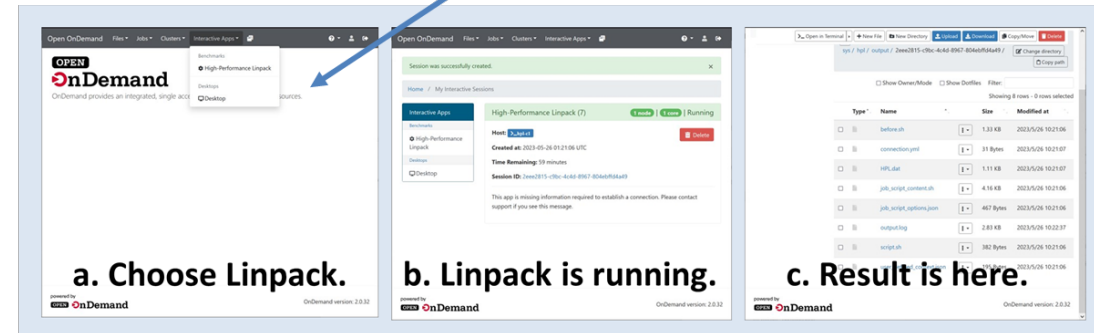 Open OnDemand Files Jobs Clusters Interactive Apps
Benchmarks
High-Performance Linpack
Desktops
Desktop
OPEN
OnDemand
OnDemand provides an integrated, single acce
ources.
a. Choose Linpack.
powered by
OPEN OnDemand
OnDemand version: 2.0.32
Open OnDemand Files Jobs Clusters Interactive Apps
Session was successfully created.
Home / My Interactive Sessions
Interactive Apps
Benchmarks
High-Performance Linpack
Desktops
Desktop
High-Performance Linpack (7)
1 node | 1 core | Running
Host:
Delete
Created at: 2023-05-26 01:21:06 UTC
Time Remaining: 59 minutes
Session ID: 2eee2815-c9bc-4c4d-8967-804ebffd4a49
This app is missing information required to establish a connection. Please contact
support if you see this message.
b. Linpack is running.
powered by
OPEN OnDemand
OnDemand version: 2.0.32
Open in Terminal + New File New Directory Upload Download Copy/Move Delete
sys / hpl / output / 2eee2815-c9bc-4c4d-8967-804ebffd4a49 /
Change directory
Copy path
Show Owner/Mode Show Dotfiles Filter:
Showing 8 rows - 0 rows selected
Type Name Size Modified at
before.sh 1.33 KB 2023/5/26 10:21:06
connection.yml 31 Bytes 2023/5/26 10:21:07
HPL.dat 1.11 KB 2023/5/26 10:21:07
job_script_content.sh 4.16 KB 2023/5/26 10:21:06
job_script_options.json 467 Bytes 2023/5/26 10:21:06
output.log 2.83 KB 2023/5/26 10:22:37
script.sh 382 Bytes 2023/5/26 10:21:06
195 Bytes 2023/5/26 10:21:06
c. Result is here.
powered by
OPEN OnDemand
OnDemand version: 2.0.32